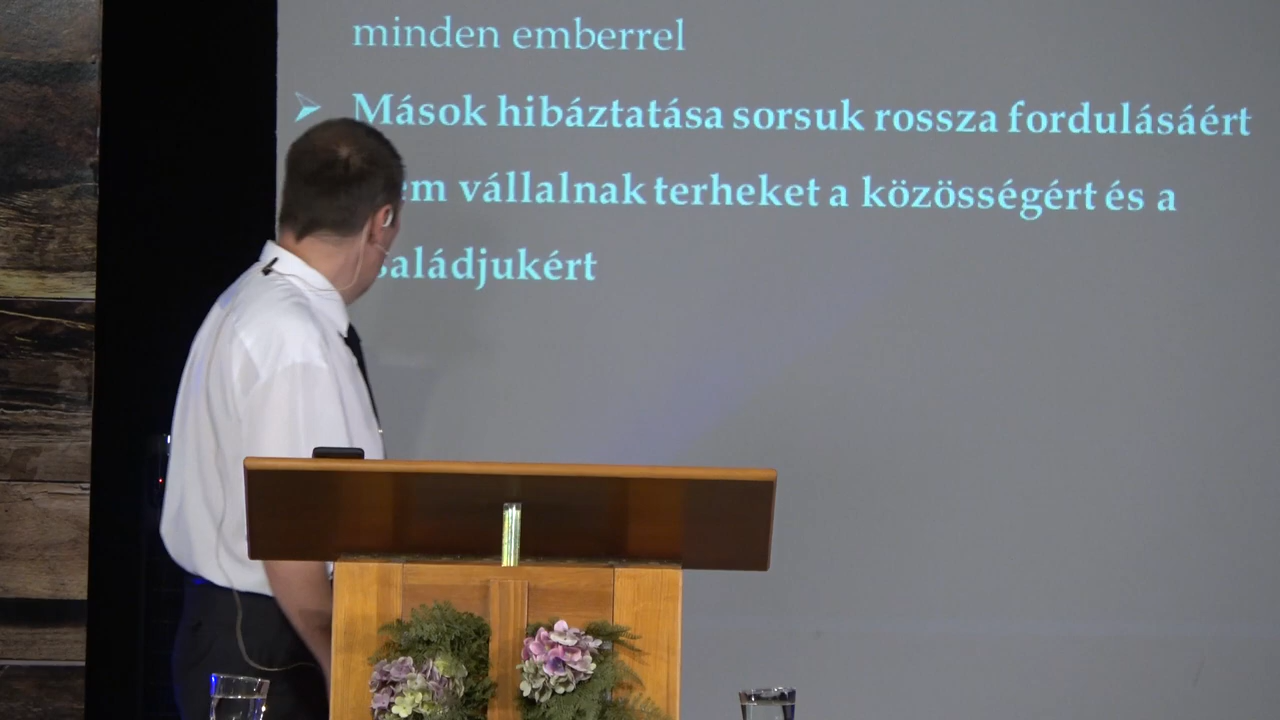 minden emberrel
Mások hibáztatása sorsuk rossza fordulásáért
vállalnak terheket a közösségért és a